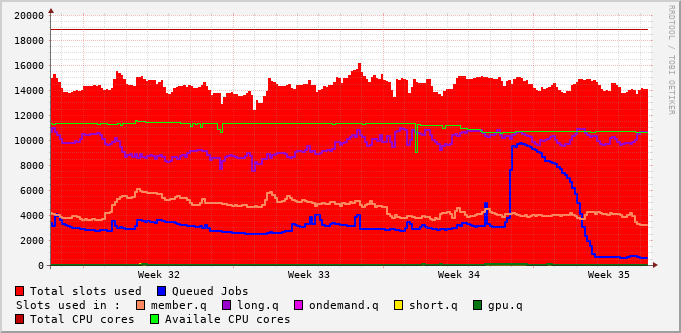 20000
18000
16000
14000
12000
10000
8000
6000
4000
2000
0
Week 32 Week 33 Week 34 Week 35
RRDTOOL / TOBI OETIKER
Total slots used Queued Jobs
Slots used in : member.q long.q ondemand.q short.q gpu.q
Total CPU cores Availale CPU cores